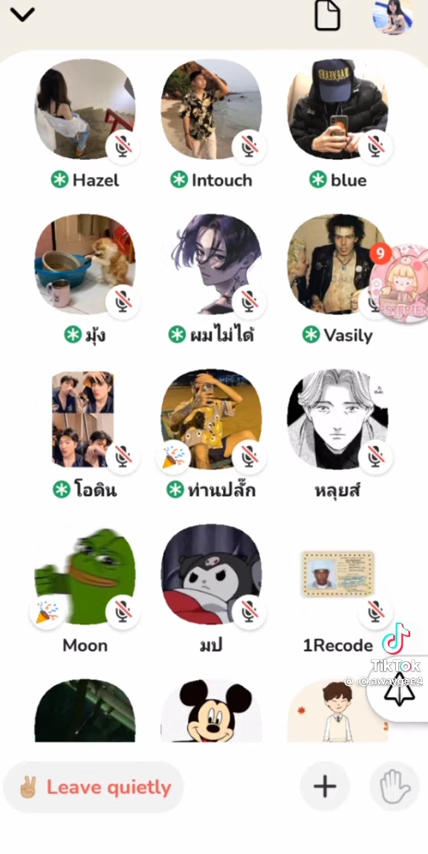 Hazel
Intouch
blue
มุ้ง
ผมไม่ได้
Vasily
9
โอดิน
ท่านปลั๊ก
หลุยส์
Moon
มป
1Recode
TikTok
Leave quietly